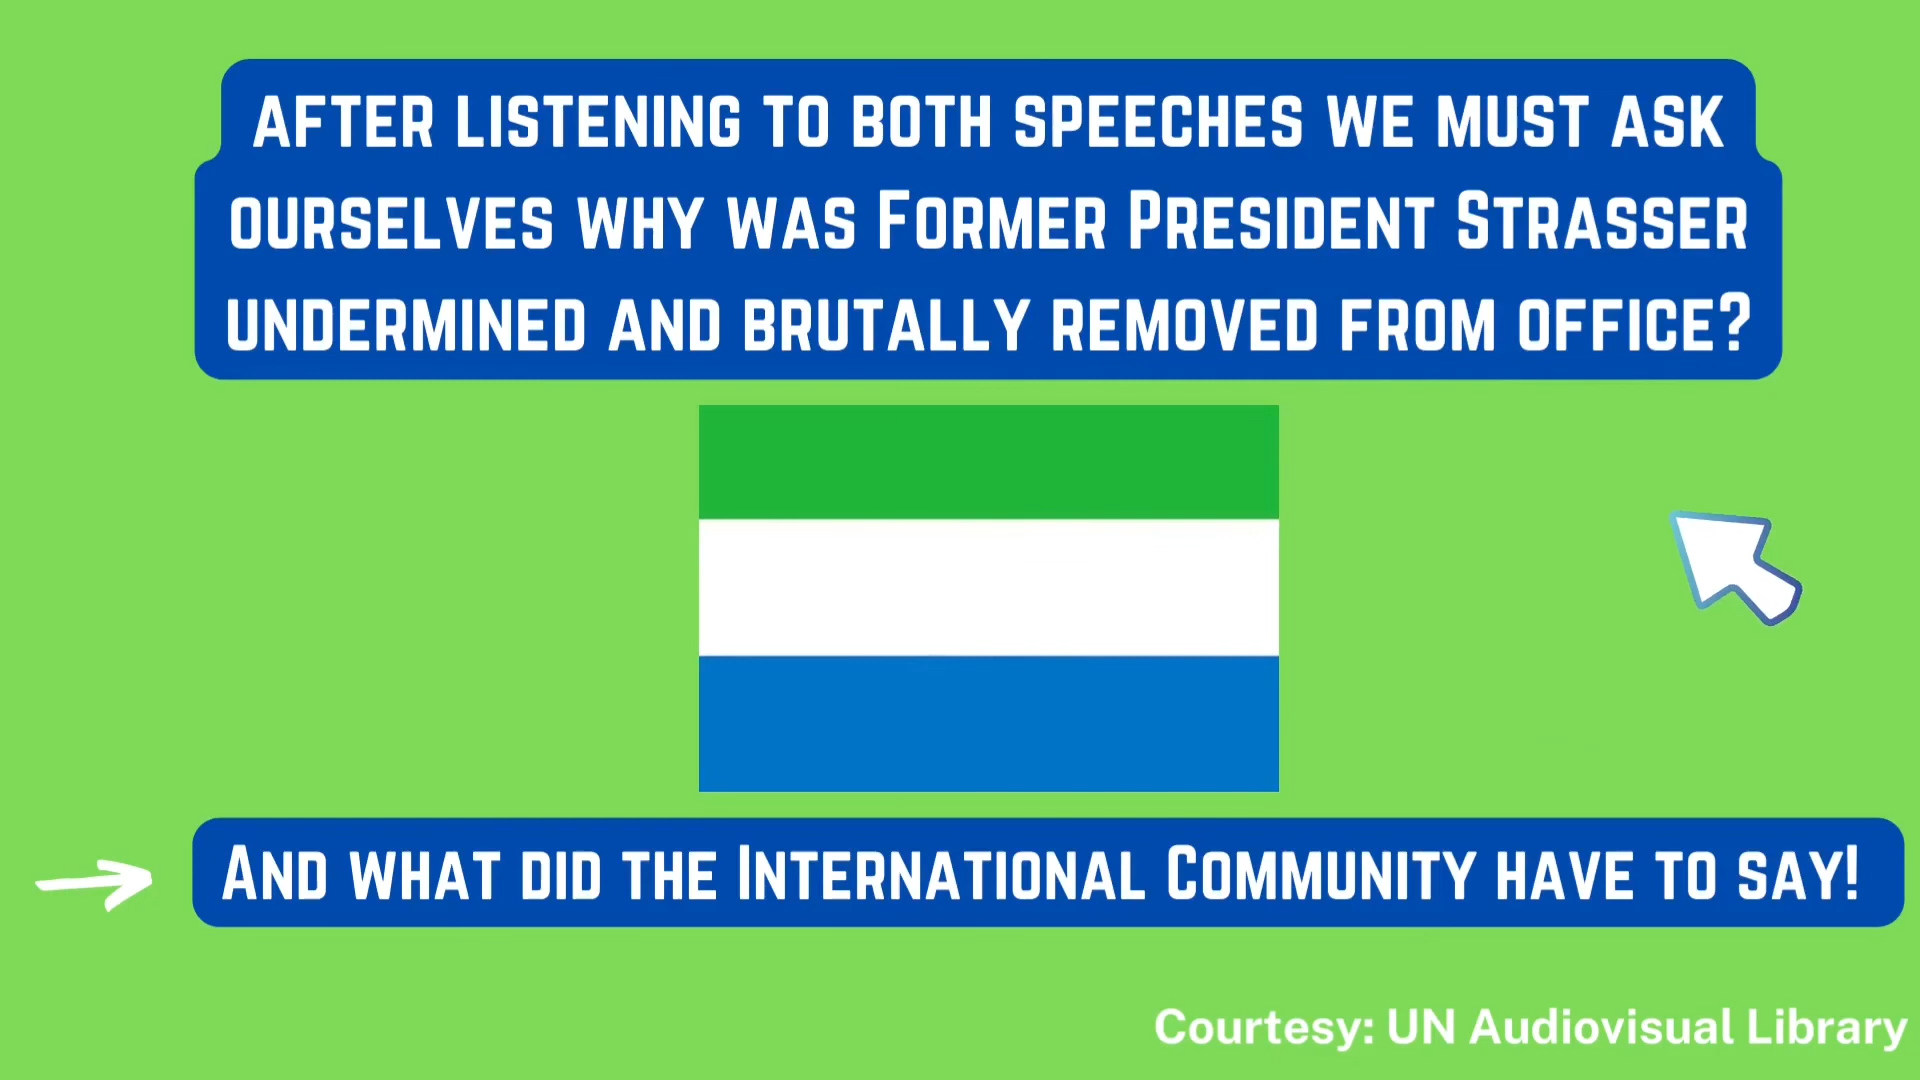 AFTER LISTENING TO BOTH SPEECHES WE MUST ASK
OURSELVES WHY WAS FORMER PRESIDENT STRASSER
UNDERMINED AND BRUTALLY REMOVED FROM OFFICE?
AND WHAT DID THE INTERNATIONAL COMMUNITY HAVE TO SAY!
Courtesy: UN Audiovisual Library